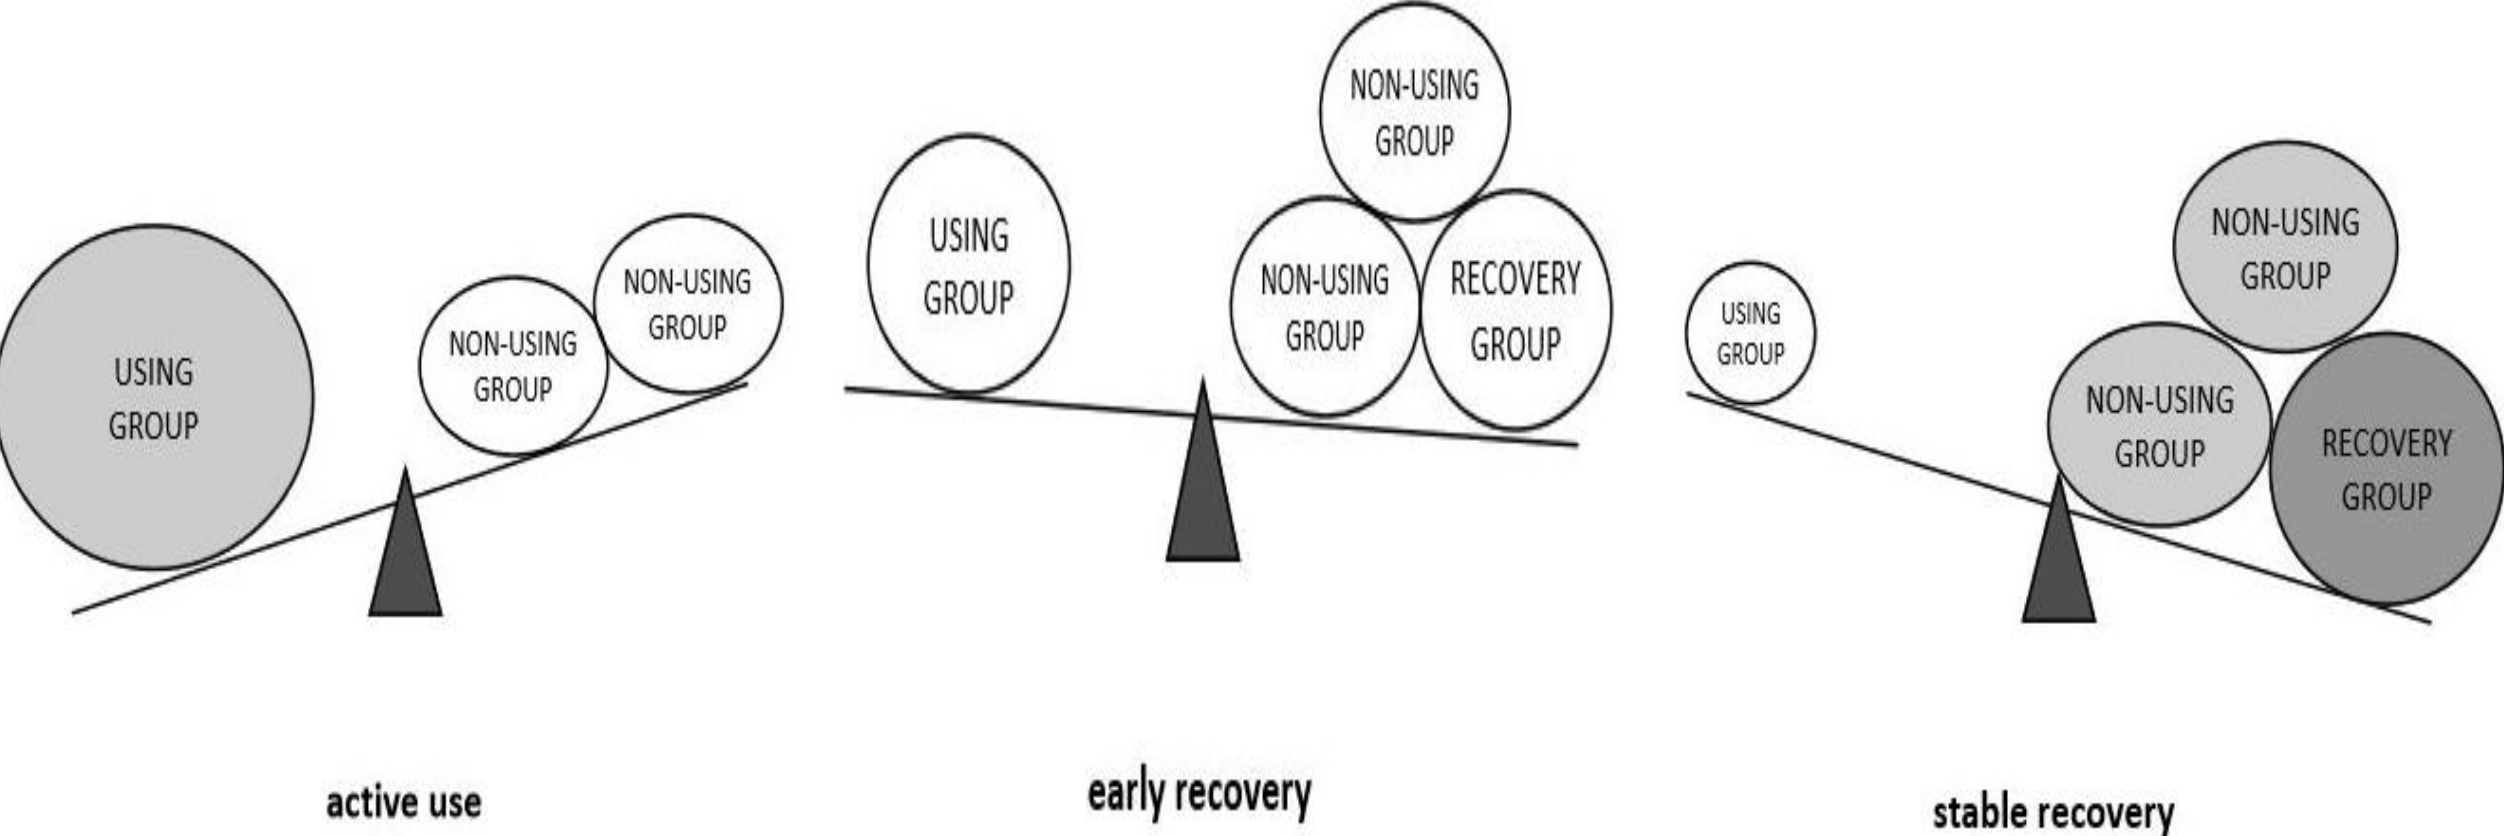 USING
GROUP
NON-USING
GROUP
NON-USING
GROUP
active use
USING
GROUP
NON-USING
GROUP
NON-USING
GROUP
RECOVERY
GROUP
early recovery
USING
GROUP
NON-USING
GROUP
NON-USING
GROUP
RECOVERY
GROUP
stable recovery